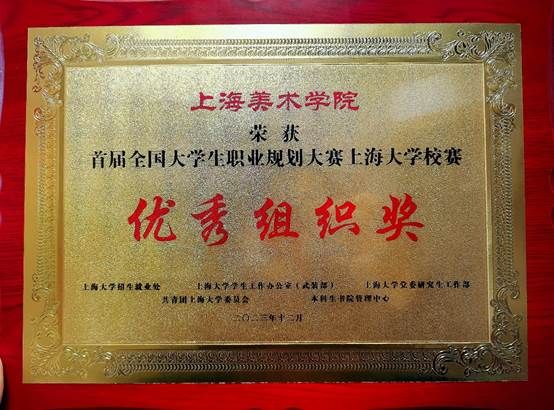 上海美术学院
荣获
首届全国大学生职业规划大赛上海大学校赛
优秀组织奖
上海大学招生就业处 上海大学学生工作办公室（武装部） 上海大学党委研究生工作部
共青团上海大学委员会 本科生书院管理中心
二〇二三年十二月